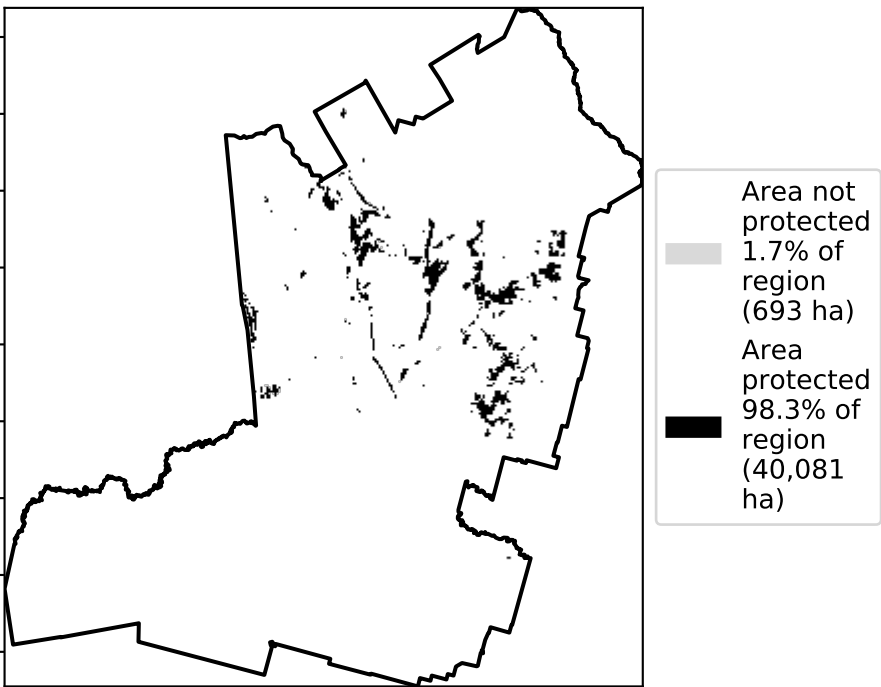 Area not
protected
1.7% of
region
(693 ha)
Area
protected
98.3% of
region
(40,081
ha)